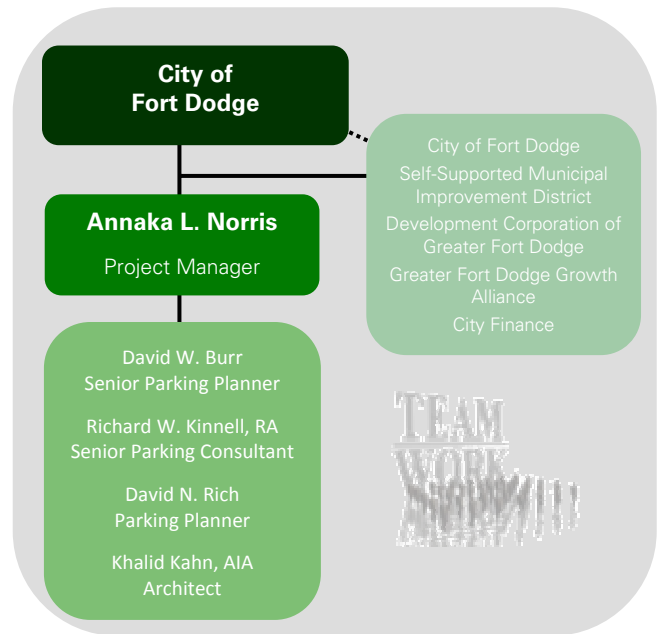 City of
Fort Dodge
City of Fort Dodge
Self-Supported Municipal
Improvement District
Development Corporation of
Greater Fort Dodge
Greater Fort Dodge Growth
Alliance
City Finance
Annaka L. Norris
Project Manager
David W. Burr
Senior Parking Planner
Richard W. Kinnell, RA
Senior Parking Consultant
David N. Rich
Parking Planner
Khalid Kahn, AIA
Architect
TEAM
WORK